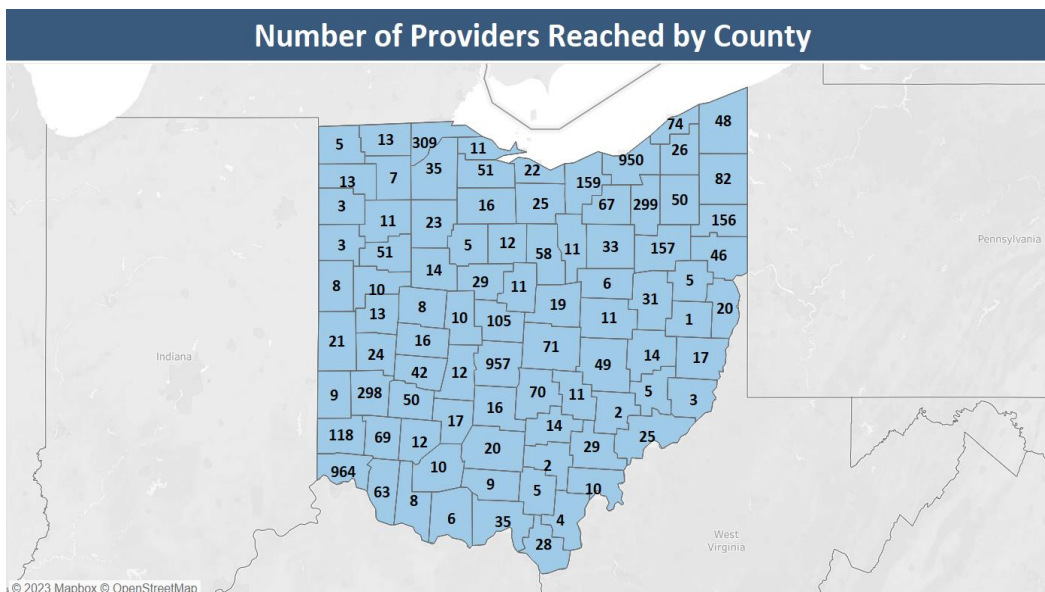 Number of Providers Reached by County
74 48
5 13 309 11 950 26
51 22
13 7 35 159 82
3 16 25 67 299 50
11 23 156
3 51 5 12 58 11 33 157 46
14
8 10 29 11 6 5
13 8 10 105 19 11 31 1 20
21 16 71
24 957 49 14 17
42 12
9 298 50 70 11 5 3
17 16 2
118 69 12 14 25
20 29
964 10 2
63 8 9 5 10
6 35 4
28
Indiana
Pennsylvania
West
Virginia
© 2023 Mapbox © OpenStreetMap